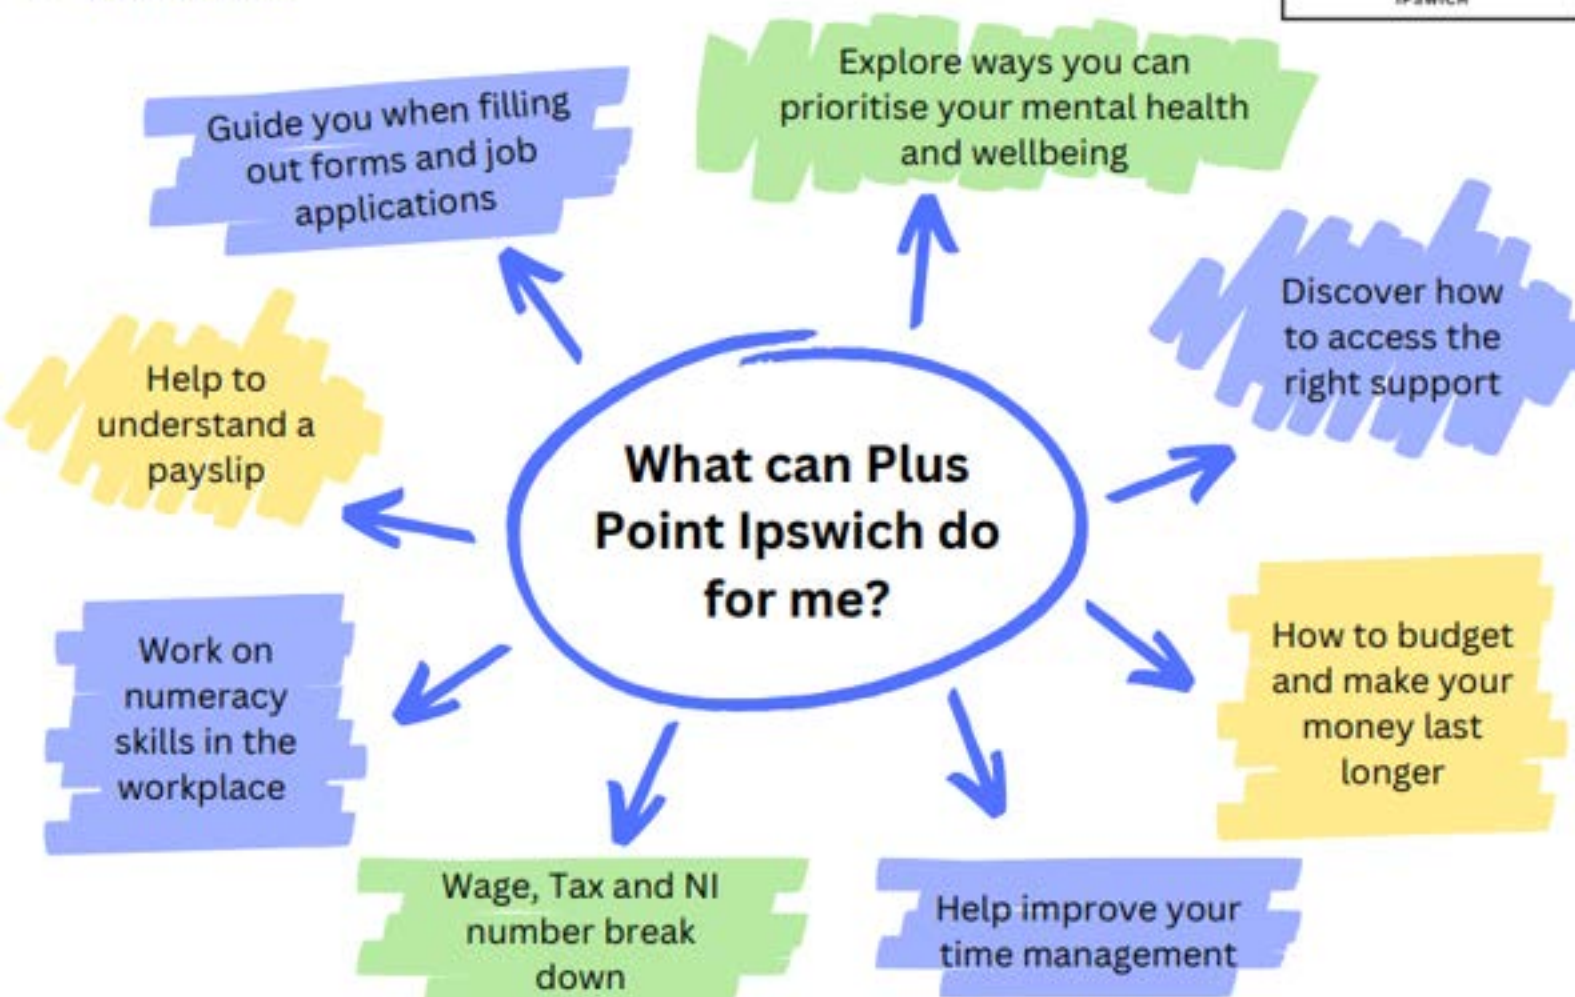 IPSWICH
Explore ways you can
prioritise your mental health
and wellbeing
Guide you when filling
out forms and job
applications
Discover how
to access the
right support
Help to
understand a
payslip
What can Plus
Point Ipswich do
for me?
How to budget
and make your
money last
longer
Work on
numeracy
skills in the
workplace
Wage, Tax and NI
number break
down
Help improve your
time management